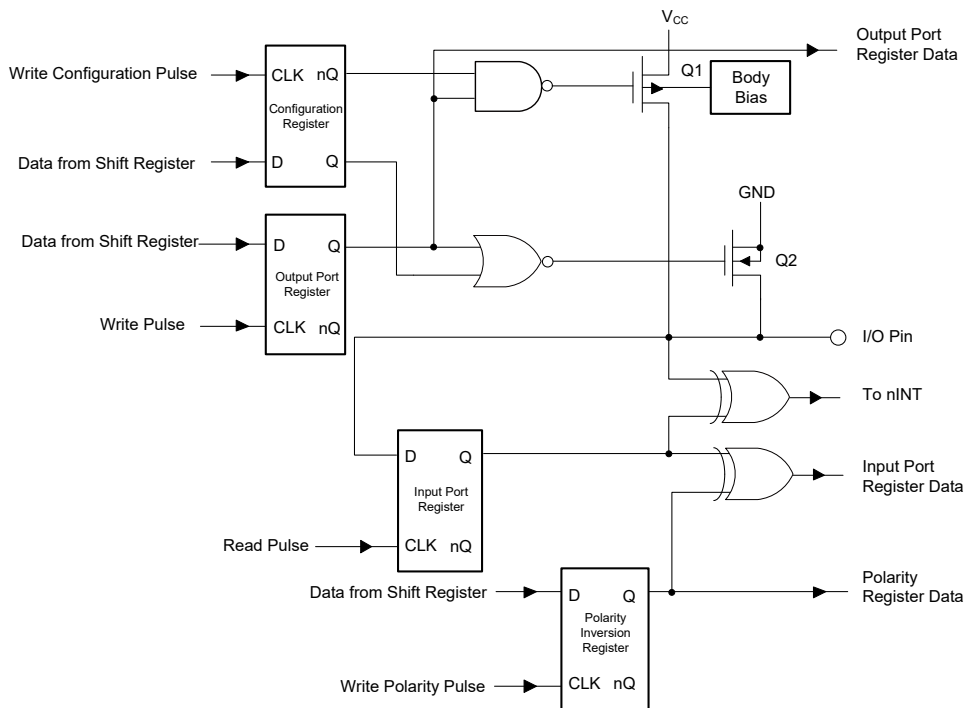 V_CC
Output Port
Register Data
Write Configuration Pulse
CLK nQ
Q1
Body
Bias
Configuration
Register
Data from Shift Register
D Q
GND
Data from Shift Register
D Q
Q2
Output Port
Register
Write Pulse
CLK nQ
I/O Pin
To nINT
D Q
Input Port
Register Data
Input Port
Register
Read Pulse
CLK nQ
Data from Shift Register
D Q
Polarity
Register Data
Polarity
Inversion
Register
Write Polarity Pulse
CLK nQ